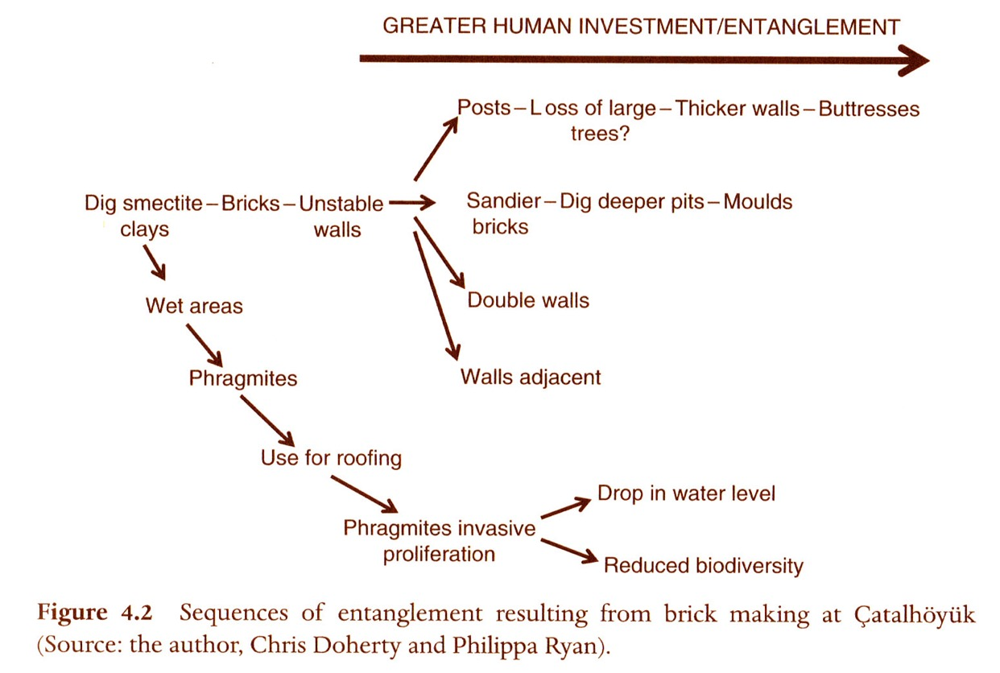 GREATER HUMAN INVESTMENT/ENTANGLEMENT
Posts – Loss of large – Thicker walls – Buttresses
trees?
Dig smectite – Bricks – Unstable
clays
walls
Sandier – Dig deeper pits – Moulds
bricks
Wet areas
Double walls
Phragmites
Walls adjacent
Use for roofing
Phragmites invasive
proliferation
Drop in water level
Reduced biodiversity
Figure 4.2 Sequences of entanglement resulting from brick making at Çatalhöyük
(Source: the author, Chris Doherty and Philippa Ryan).